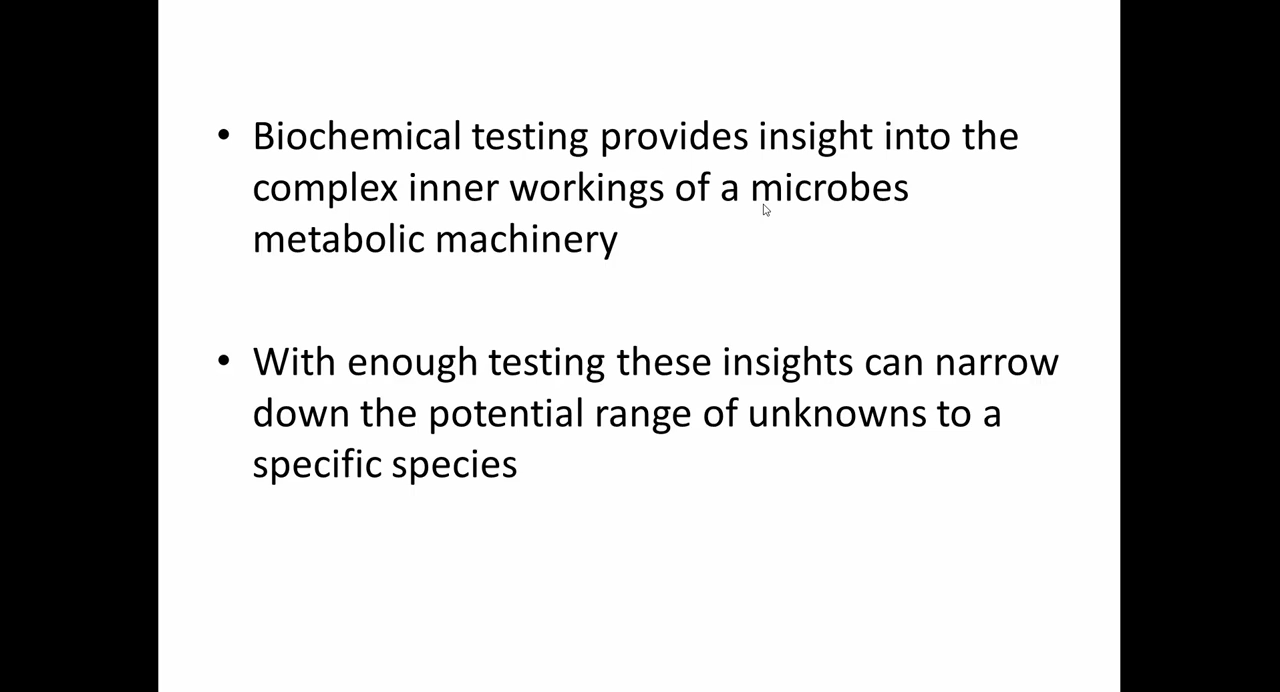 • Biochemical testing provides insight into the
complex inner workings of a microbes
metabolic machinery
• With enough testing these insights can narrow
down the potential range of unknowns to a
specific species